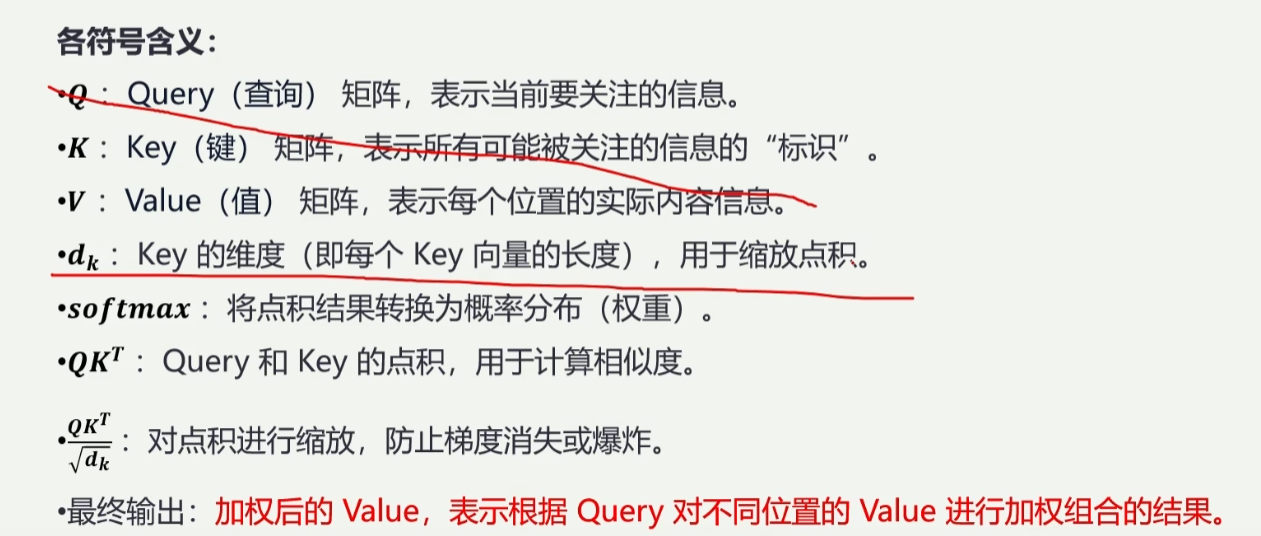 各符号含义：
•Q ： Query（查询） 矩阵，表示当前要关注的信息。
•K ： Key（键） 矩阵，表示所有可能被关注的信息的“标识” 。
•V ： Value（值） 矩阵，表示每个位置的实际内容信息。
•dₖ ： Key 的维度（即每个 Key 向量的长度），用于缩放点积。
•softmax ： 将点积结果转换为概率分布（权重）。
•QKᵀ ： Query 和 Key 的点积，用于计算相似度。
•QKᵀ/√dₖ ： 对点积进行缩放，防止梯度消失或爆炸。
•最终输出：加权后的 Value，表示根据 Query 对不同位置的 Value 进行加权组合的结果。